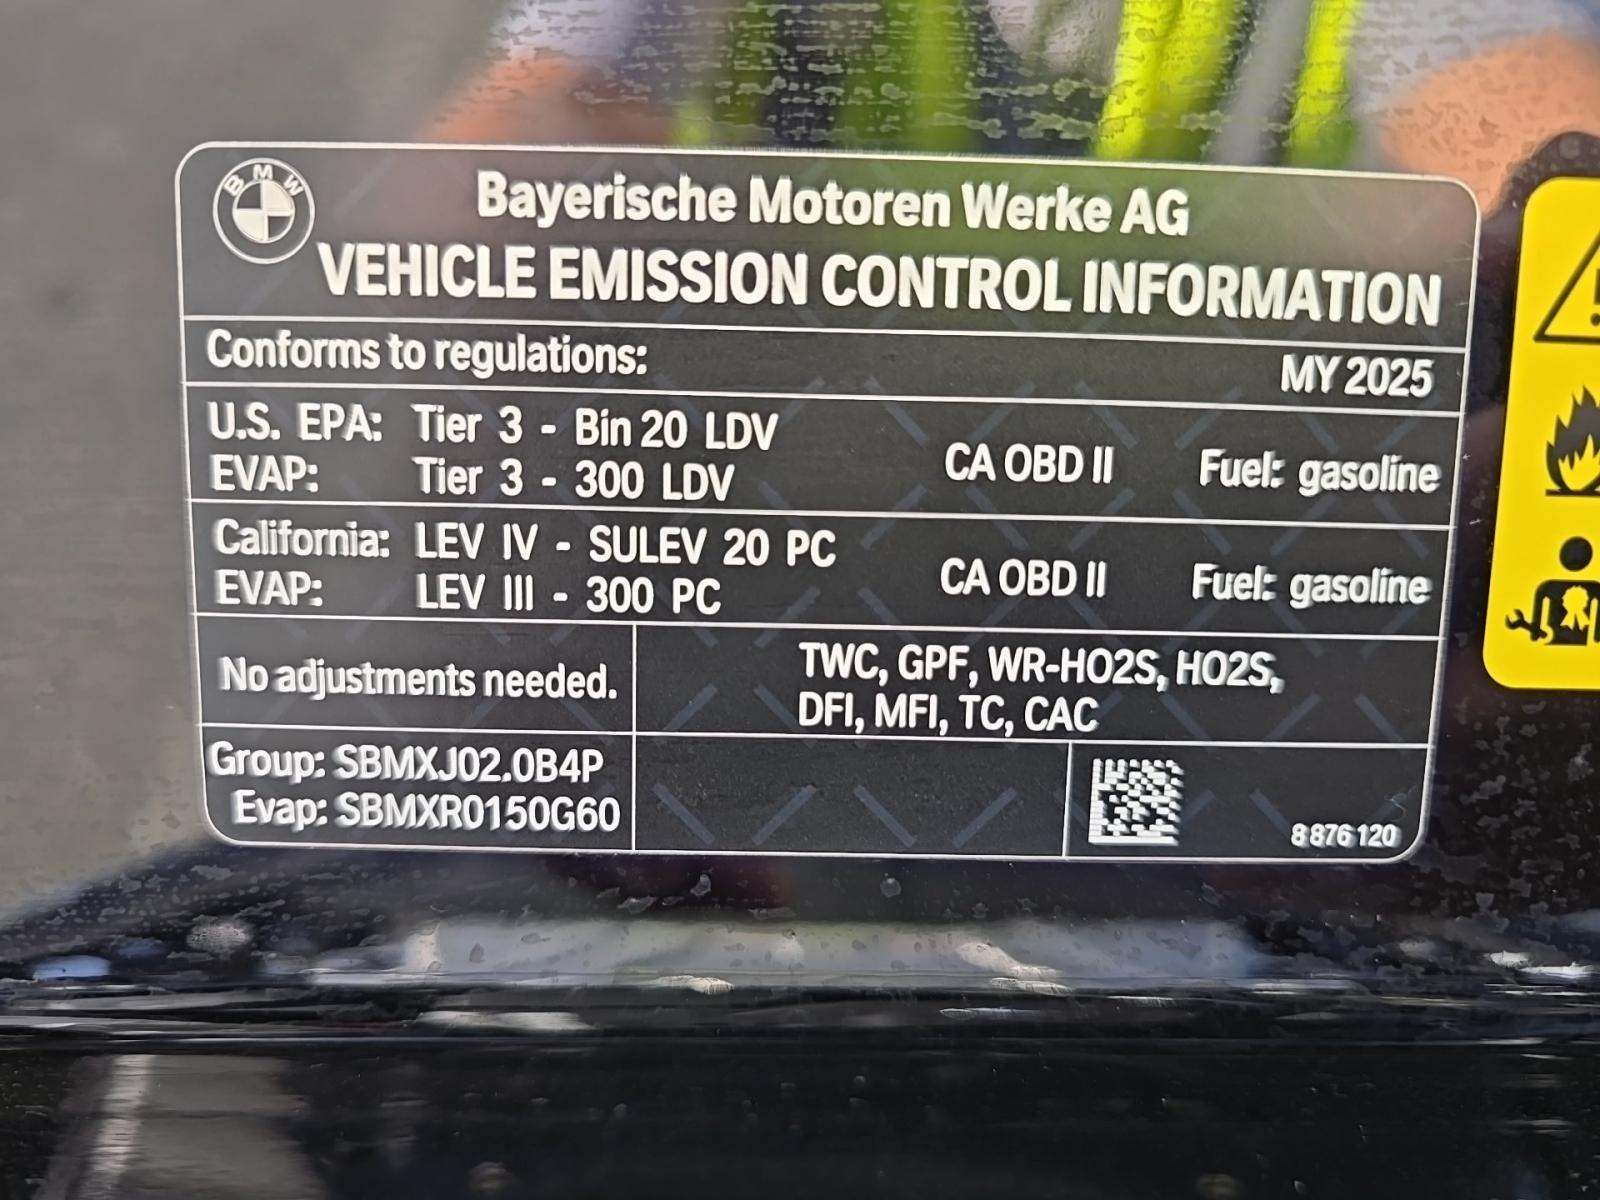 BMW
Bayerische Motoren Werke AG
VEHICLE EMISSION CONTROL INFORMATION
Conforms to regulations: MY 2025
U.S. EPA: Tier 3 - Bin 20 LDV
EVAP: Tier 3 - 300 LDV
CA OBD II Fuel: gasoline
California: LEV IV - SULEV 20 PC
EVAP: LEV III - 300 PC
CA OBD II Fuel: gasoline
No adjustments needed.
TWC, GPF, WR-HO2S, HO2S,
DFI, MFI, TC, CAC
Group: SBMXJ02.0B4P
Evap: SBMXR0150G60
8 876 120